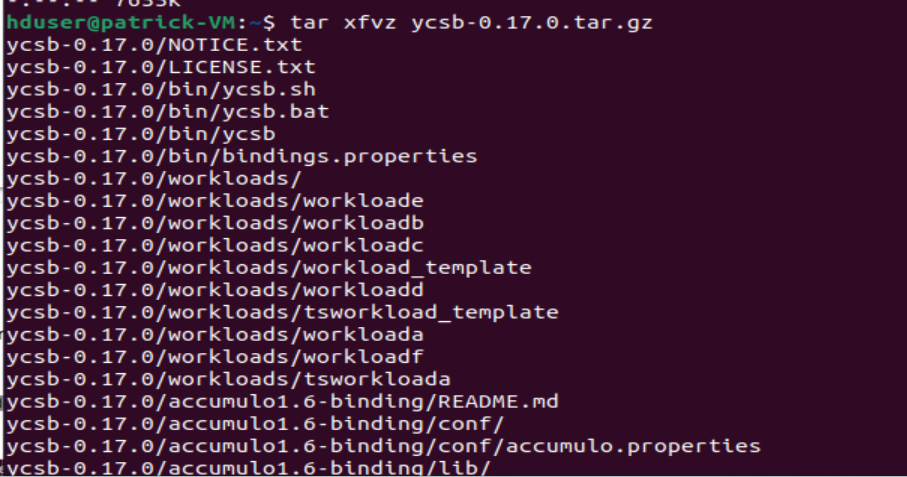 -.--.-- 7655K
hduser@patrick-VM:~$ tar xfvz ycsb-0.17.0.tar.gz
ycsb-0.17.0/NOTICE.txt
ycsb-0.17.0/LICENSE.txt
ycsb-0.17.0/bin/ycsb.sh
ycsb-0.17.0/bin/ycsb.bat
ycsb-0.17.0/bin/ycsb
ycsb-0.17.0/bin/bindings.properties
ycsb-0.17.0/workloads/
ycsb-0.17.0/workloads/workloade
ycsb-0.17.0/workloads/workloadb
ycsb-0.17.0/workloads/workloadc
ycsb-0.17.0/workloads/workload_template
ycsb-0.17.0/workloads/workloadd
ycsb-0.17.0/workloads/tsworkload_template
ycsb-0.17.0/workloads/workloada
ycsb-0.17.0/workloads/workloadf
ycsb-0.17.0/workloads/tsworkloada
ycsb-0.17.0/accumulo1.6-binding/README.md
ycsb-0.17.0/accumulo1.6-binding/conf/
ycsb-0.17.0/accumulo1.6-binding/conf/accumulo.properties
ycsb-0.17.0/accumulo1.6-binding/lib/